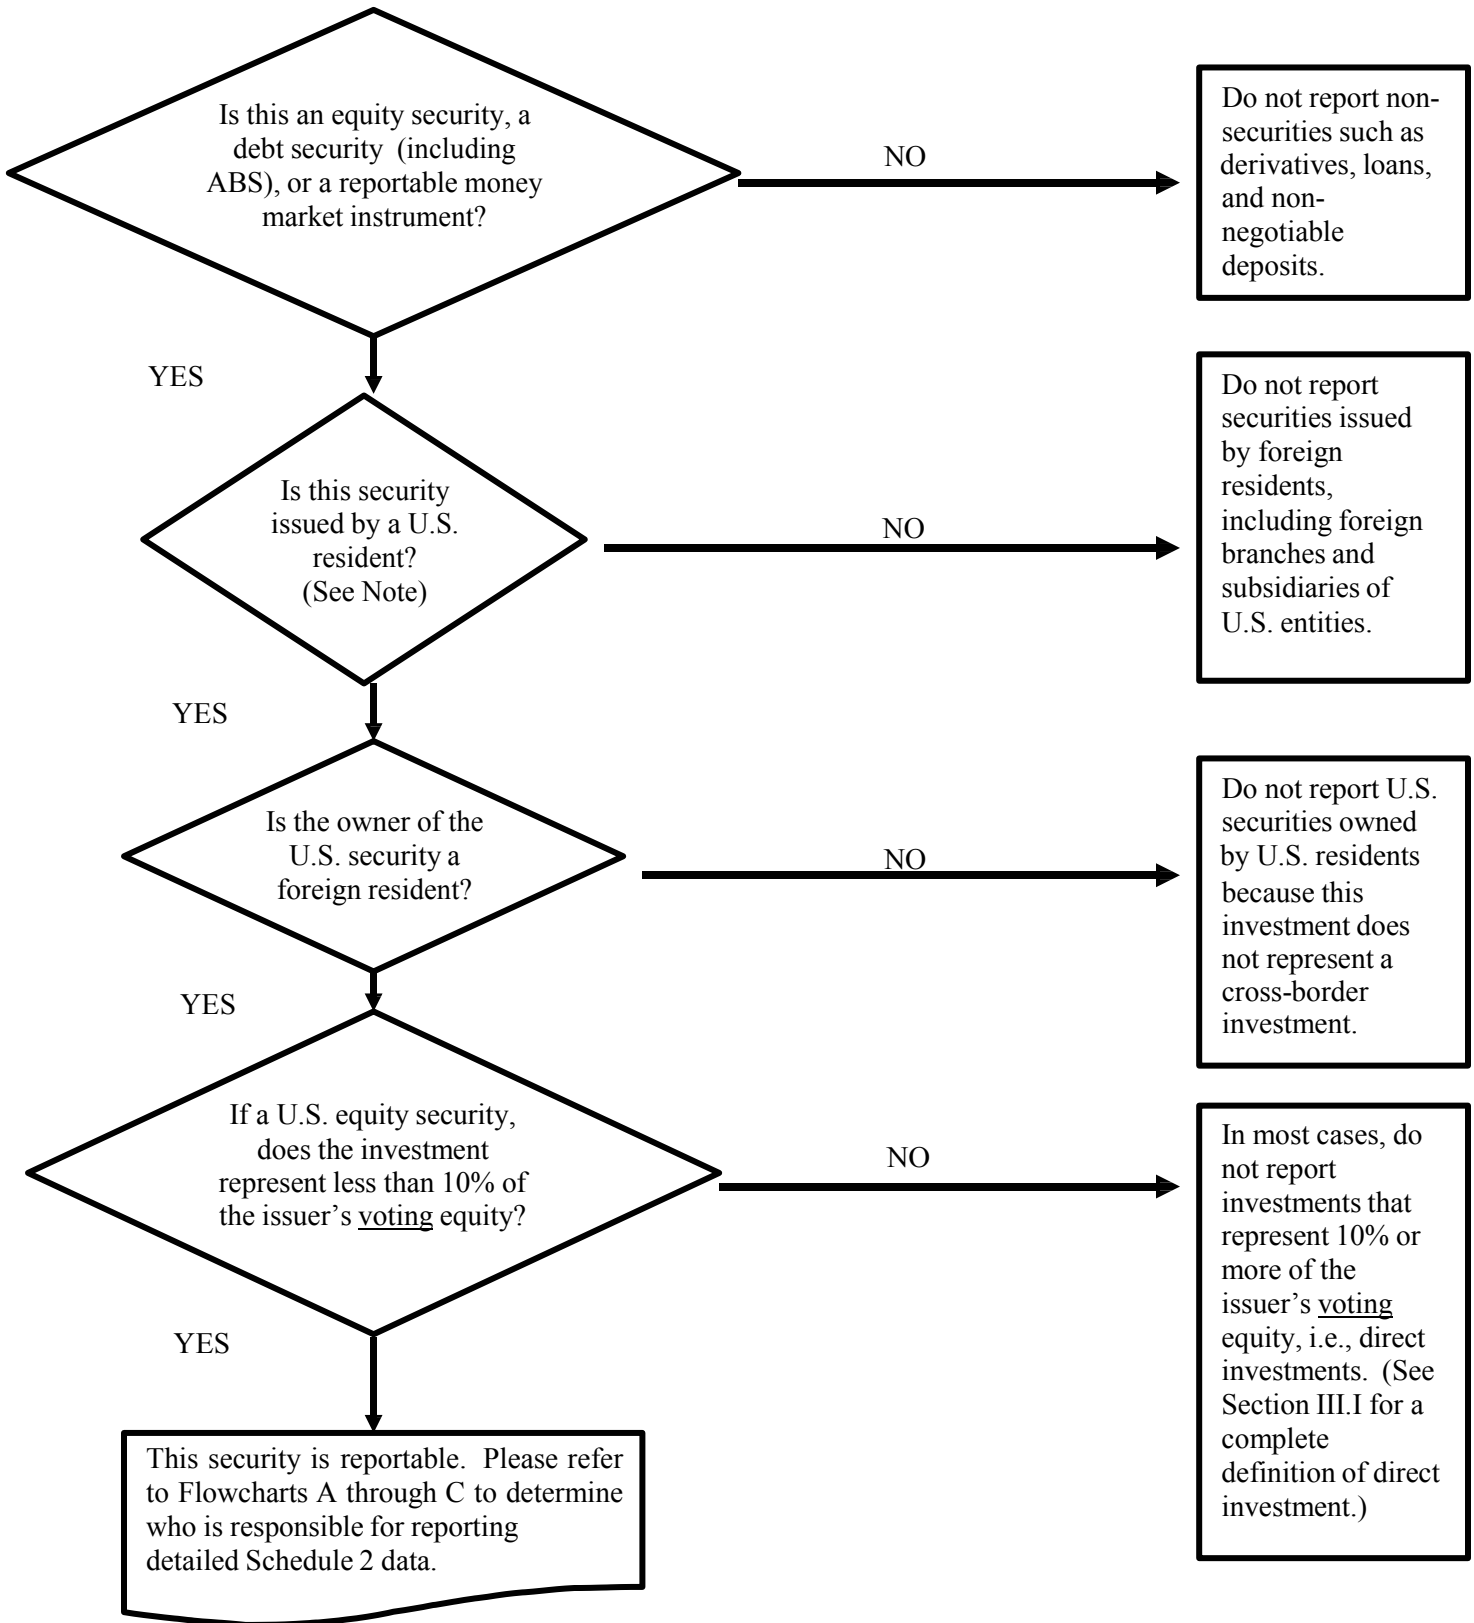 Is this an equity security, a
debt security (including
ABS), or a reportable money
market instrument?
NO
Do not report non-
securities such as
derivatives, loans,
and non-
negotiable
deposits.
YES
Is this security
issued by a U.S.
resident?
(See Note)
NO
Do not report
securities issued
by foreign
residents,
including foreign
branches and
subsidiaries of
U.S. entities.
YES
Is the owner of the
U.S. security a
foreign resident?
NO
Do not report U.S.
securities owned
by U.S. residents
because this
investment does
not represent a
cross-border
investment.
YES
If a U.S. equity security,
does the investment
represent less than 10% of
the issuer’s voting equity?
NO
In most cases, do
not report
investments that
represent 10% or
more of the
issuer’s voting
equity, i.e., direct
investments. (See
Section III.I for a
complete
definition of direct
investment.)
YES
This security is reportable. Please refer
to Flowcharts A through C to determine
who is responsible for reporting
detailed Schedule 2 data.